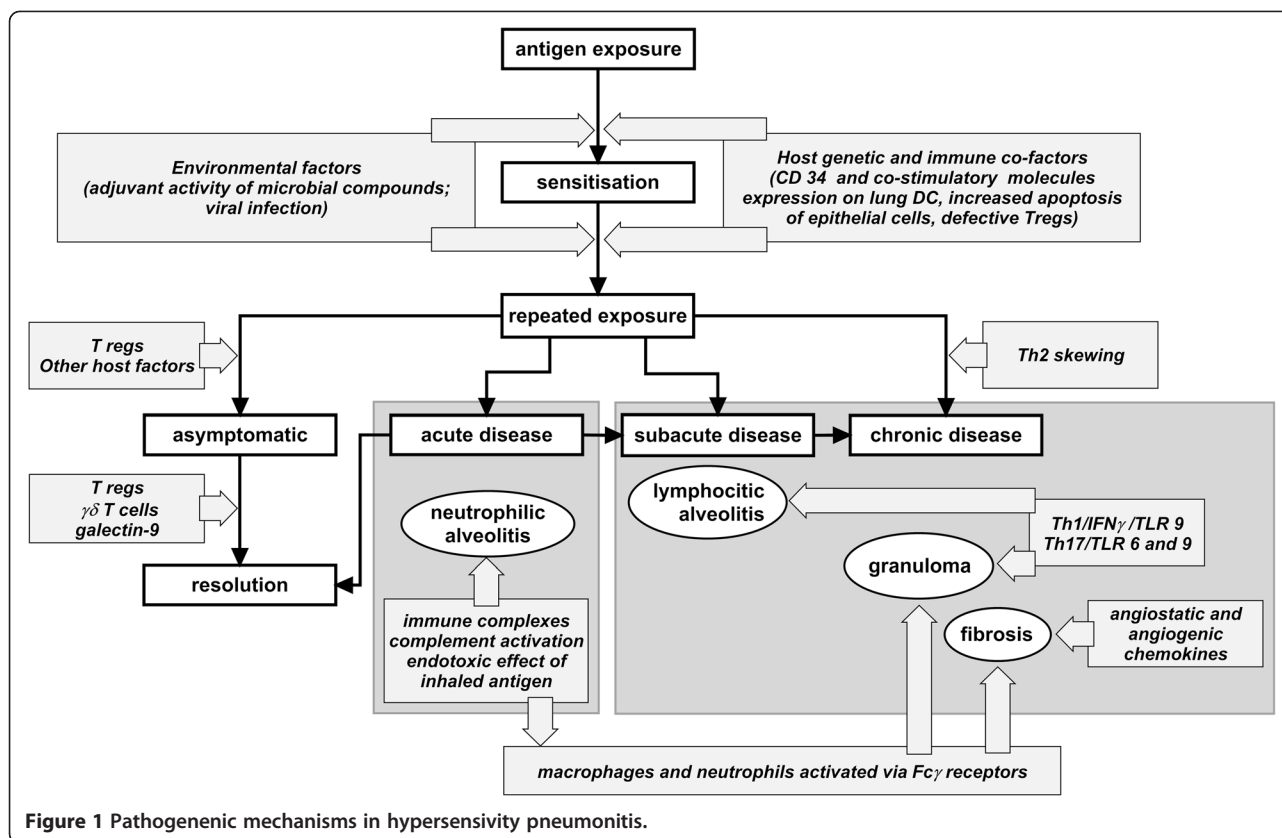 antigen exposure
Environmental factors
(adjuvant activity of microbial compounds;
viral infection)
sensitisation
Host genetic and immune co-factors
(CD 34 and co-stimulatory molecules
expression on lung DC, increased apoptosis
of epithelial cells, defective Tregs)
repeated exposure
T regs
Other host factors
Th2 skewing
asymptomatic
acute disease
subacute disease
chronic disease
T regs
γδ T cells
galectin-9
neutrophilic
alveolitis
lymphocitic
alveolitis
Th1/IFNγ/TLR 9
Th17/TLR 6 and 9
granuloma
resolution
immune complexes
complement activation
endotoxic effect of
inhaled antigen
fibrosis
angiostatic and
angiogenic
chemokines
macrophages and neutrophils activated via Fcγ receptors
Figure 1 Pathogenenic mechanisms in hypersensivity pneumonitis.